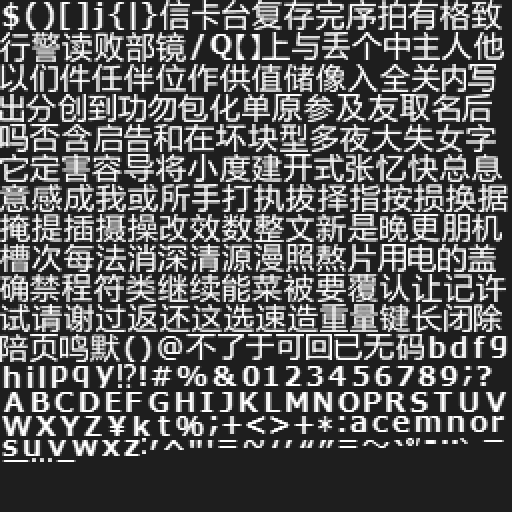 $()[]j{|}信卡台复存完序拍有格致
行警读败部镜/Q【】上与丢个中主人他
以们件任伴位作供值储像入全关内写
出分创到功勿包化单原参及友取名后
吗否含启告和在坏块型多夜大失女字
它定害容导将小度建开式张忆快总息
意感成我或所手打执拔择指按损换据
掩提插摄操改效数整文新是晚更朋机
槽次每法消深清源漫照熬片用电的盖
确禁程符类继续能菜被要覆认让记许
试请谢过返还这选速造重量键长闭除
陪页鸣默()@不了于可回已无码bdfg
hilpqy⁉!#%&0123456789;?
ABCDEFGHIJKLMNOPRSTUV
WXYZ¥kt%;+<>+*:acemnor
suvwxz